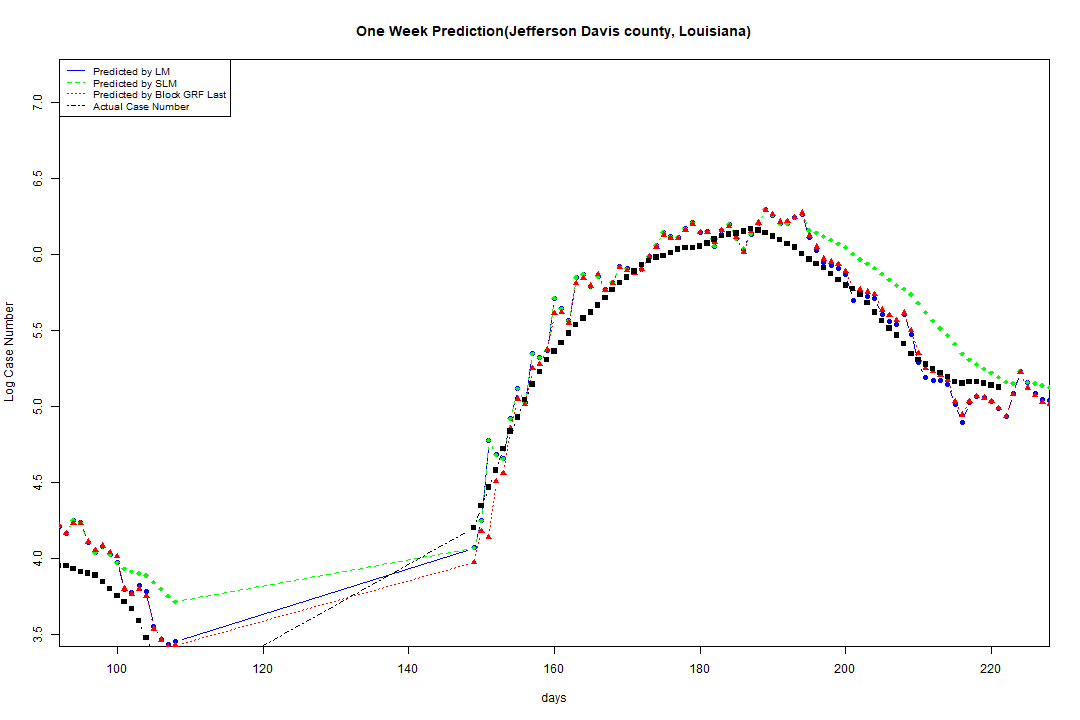 One Week Prediction(Jefferson Davis county, Louisiana)
Predicted by LM
Predicted by SLM
Predicted by Block GRF Last
Actual Case Number
7.0
6.5
6.0
5.5
5.0
4.5
4.0
3.5
Log Case Number
100 120 140 160 180 200 220
days